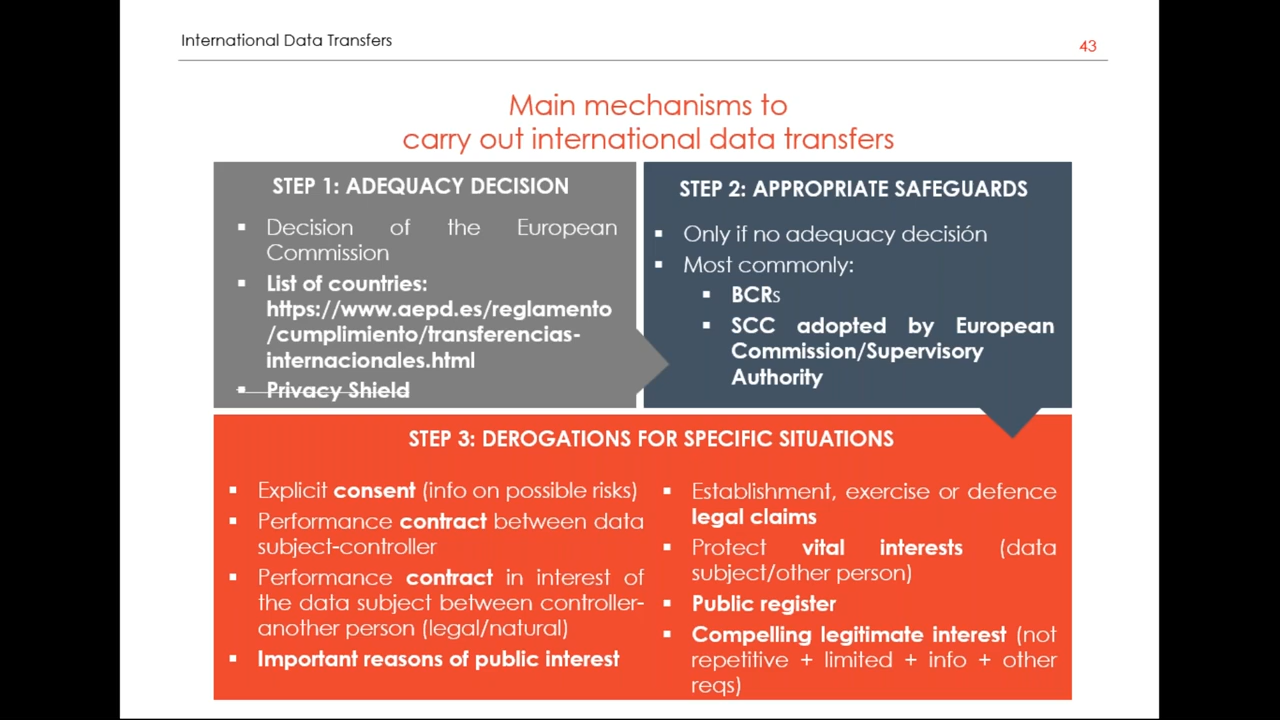 International Data Transfers
43
Main mechanisms to
carry out international data transfers
STEP 1: ADEQUACY DECISION
▪ Decision of the European
Commission
▪ List of countries:
https://www.aepd.es/reglamento
/cumplimiento/transferencias-
internacionales.html
▪ Privacy Shield
STEP 2: APPROPRIATE SAFEGUARDS
▪ Only if no adequacy decisión
▪ Most commonly:
▪ BCRs
▪ SCC adopted by European
Commission/Supervisory
Authority
STEP 3: DEROGATIONS FOR SPECIFIC SITUATIONS
▪ Explicit consent (info on possible risks)
▪ Performance contract between data
subject-controller
▪ Performance contract in interest of
the data subject between controller-
another person (legal/natural)
▪ Important reasons of public interest
▪ Establishment, exercise or defence
legal claims
▪ Protect vital interests (data
subject/other person)
▪ Public register
▪ Compelling legitimate interest (not
repetitive + limited + info + other
reqs)